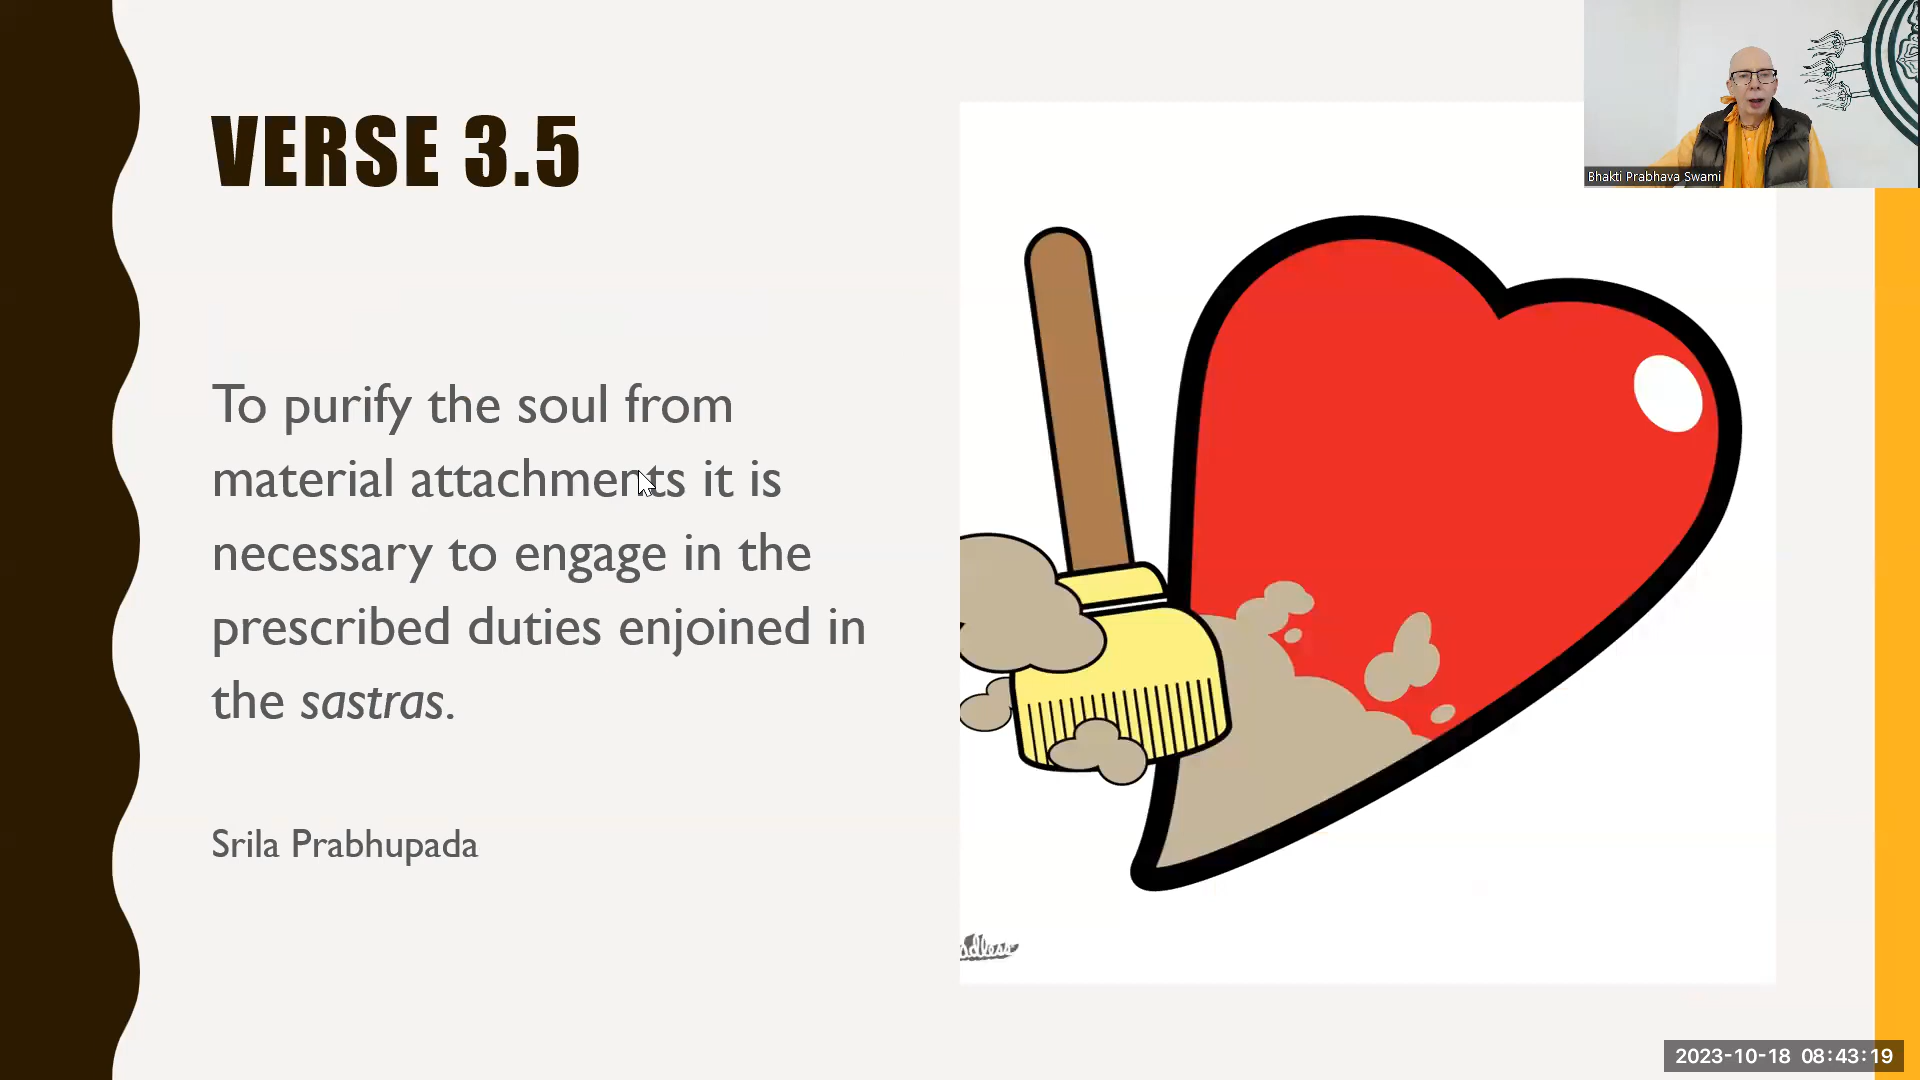 VERSE 3.5
Bhakti Prabhava Swami
To purify the soul from
material attachments it is
necessary to engage in the
prescribed duties enjoined in
the sastras.
Srila Prabhupada
2023-10-18 08:43:19